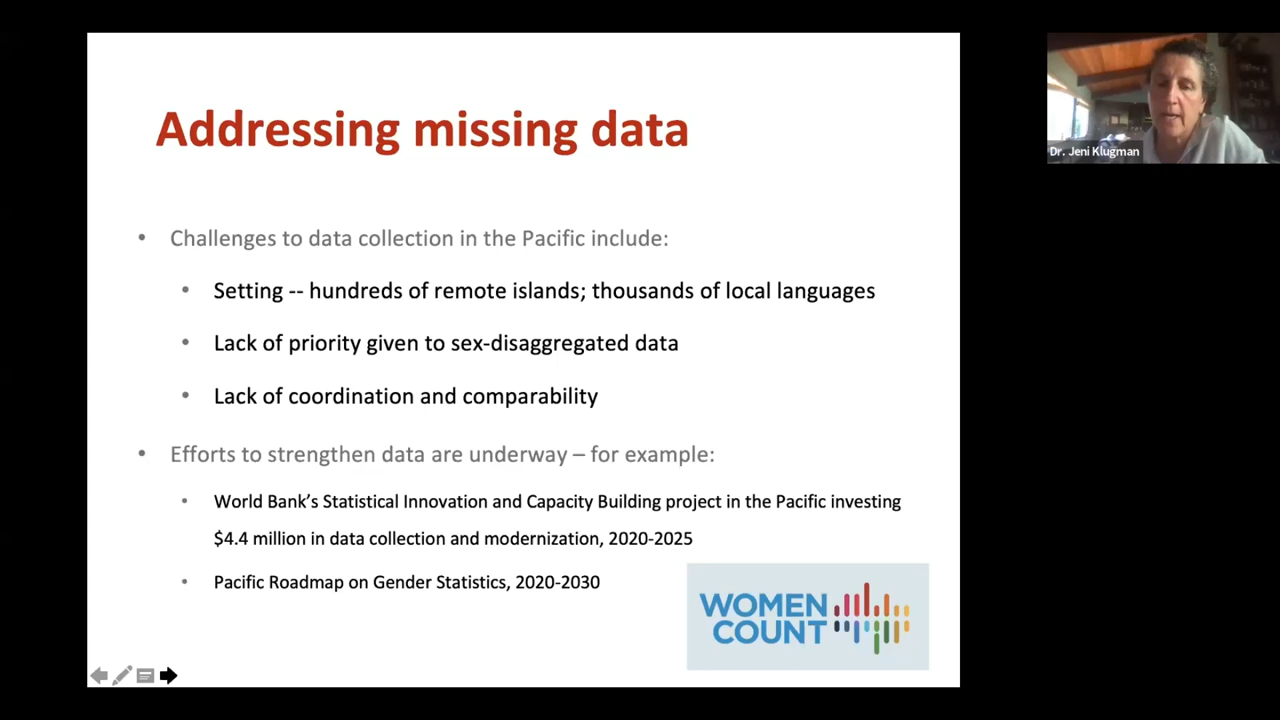 Addressing missing data
• Challenges to data collection in the Pacific include:
• Setting -- hundreds of remote islands; thousands of local languages
• Lack of priority given to sex-disaggregated data
• Lack of coordination and comparability
• Efforts to strengthen data are underway – for example:
• World Bank’s Statistical Innovation and Capacity Building project in the Pacific investing
$4.4 million in data collection and modernization, 2020-2025
• Pacific Roadmap on Gender Statistics, 2020-2030
WOMEN
COUNT
Dr. Jeni Klugman